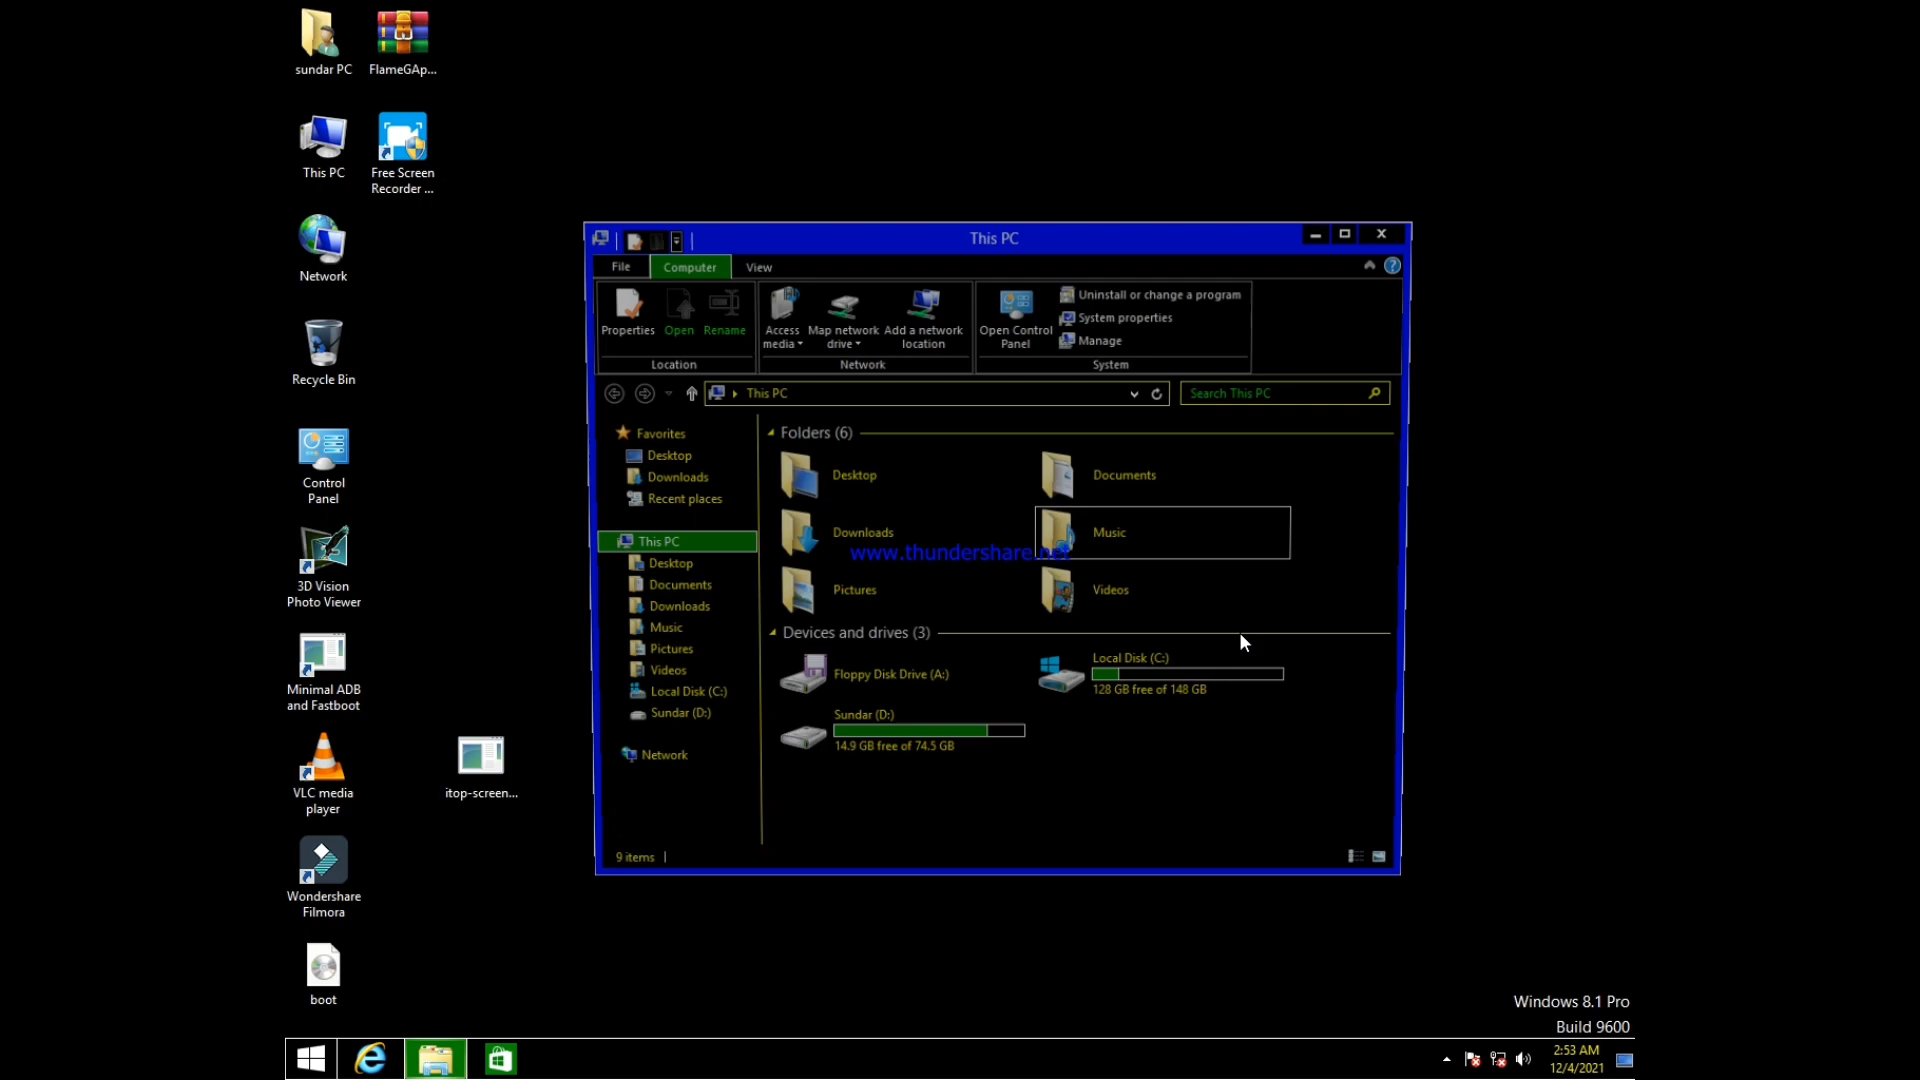 sundar PC
FlameGAp...
This PC
Free Screen
Recorder ...
Network
Recycle Bin
Control
Panel
3D Vision
Photo Viewer
Minimal ADB
and Fastboot
VLC media
player
itop-screen...
Wondershare
Filmora
boot
This PC
File
Computer
View
Properties
Open
Rename
Location
Access
media
Map network
drive
Add a network
location
Network
Open Control
Panel
Uninstall or change a program
System properties
Manage
System
This PC
Search This PC
Favorites
Desktop
Downloads
Recent places
This PC
Desktop
Documents
Downloads
Music
Pictures
Videos
Local Disk (C:)
Sundar (D:)
Network
Folders (6)
Desktop
Documents
Downloads
Music
www.thundershare.net
Pictures
Videos
Devices and drives (3)
Floppy Disk Drive (A:)
Local Disk (C:)
128 GB free of 148 GB
Sundar (D:)
14.9 GB free of 74.5 GB
9 items
Windows 8.1 Pro
Build 9600
2:53 AM
12/4/2021